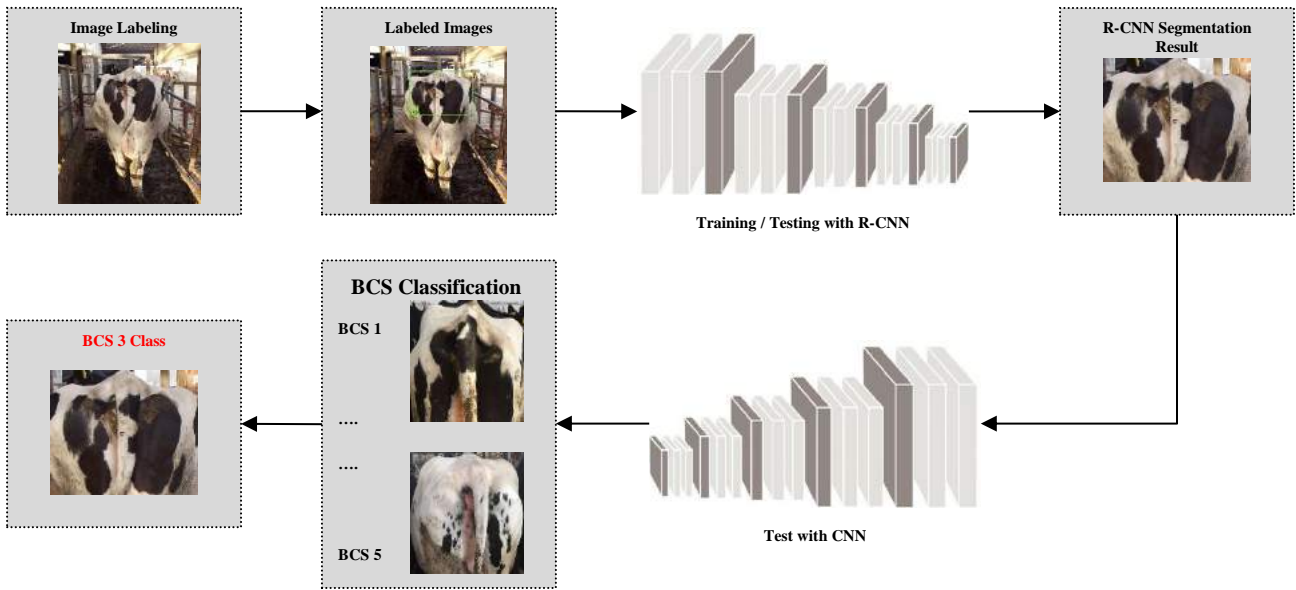 Image Labeling
Labeled Images
R-CNN Segmentation
Result
Training / Testing with R-CNN
BCS Classification
BCS 1
....
....
BCS 5
BCS 3 Class
Test with CNN